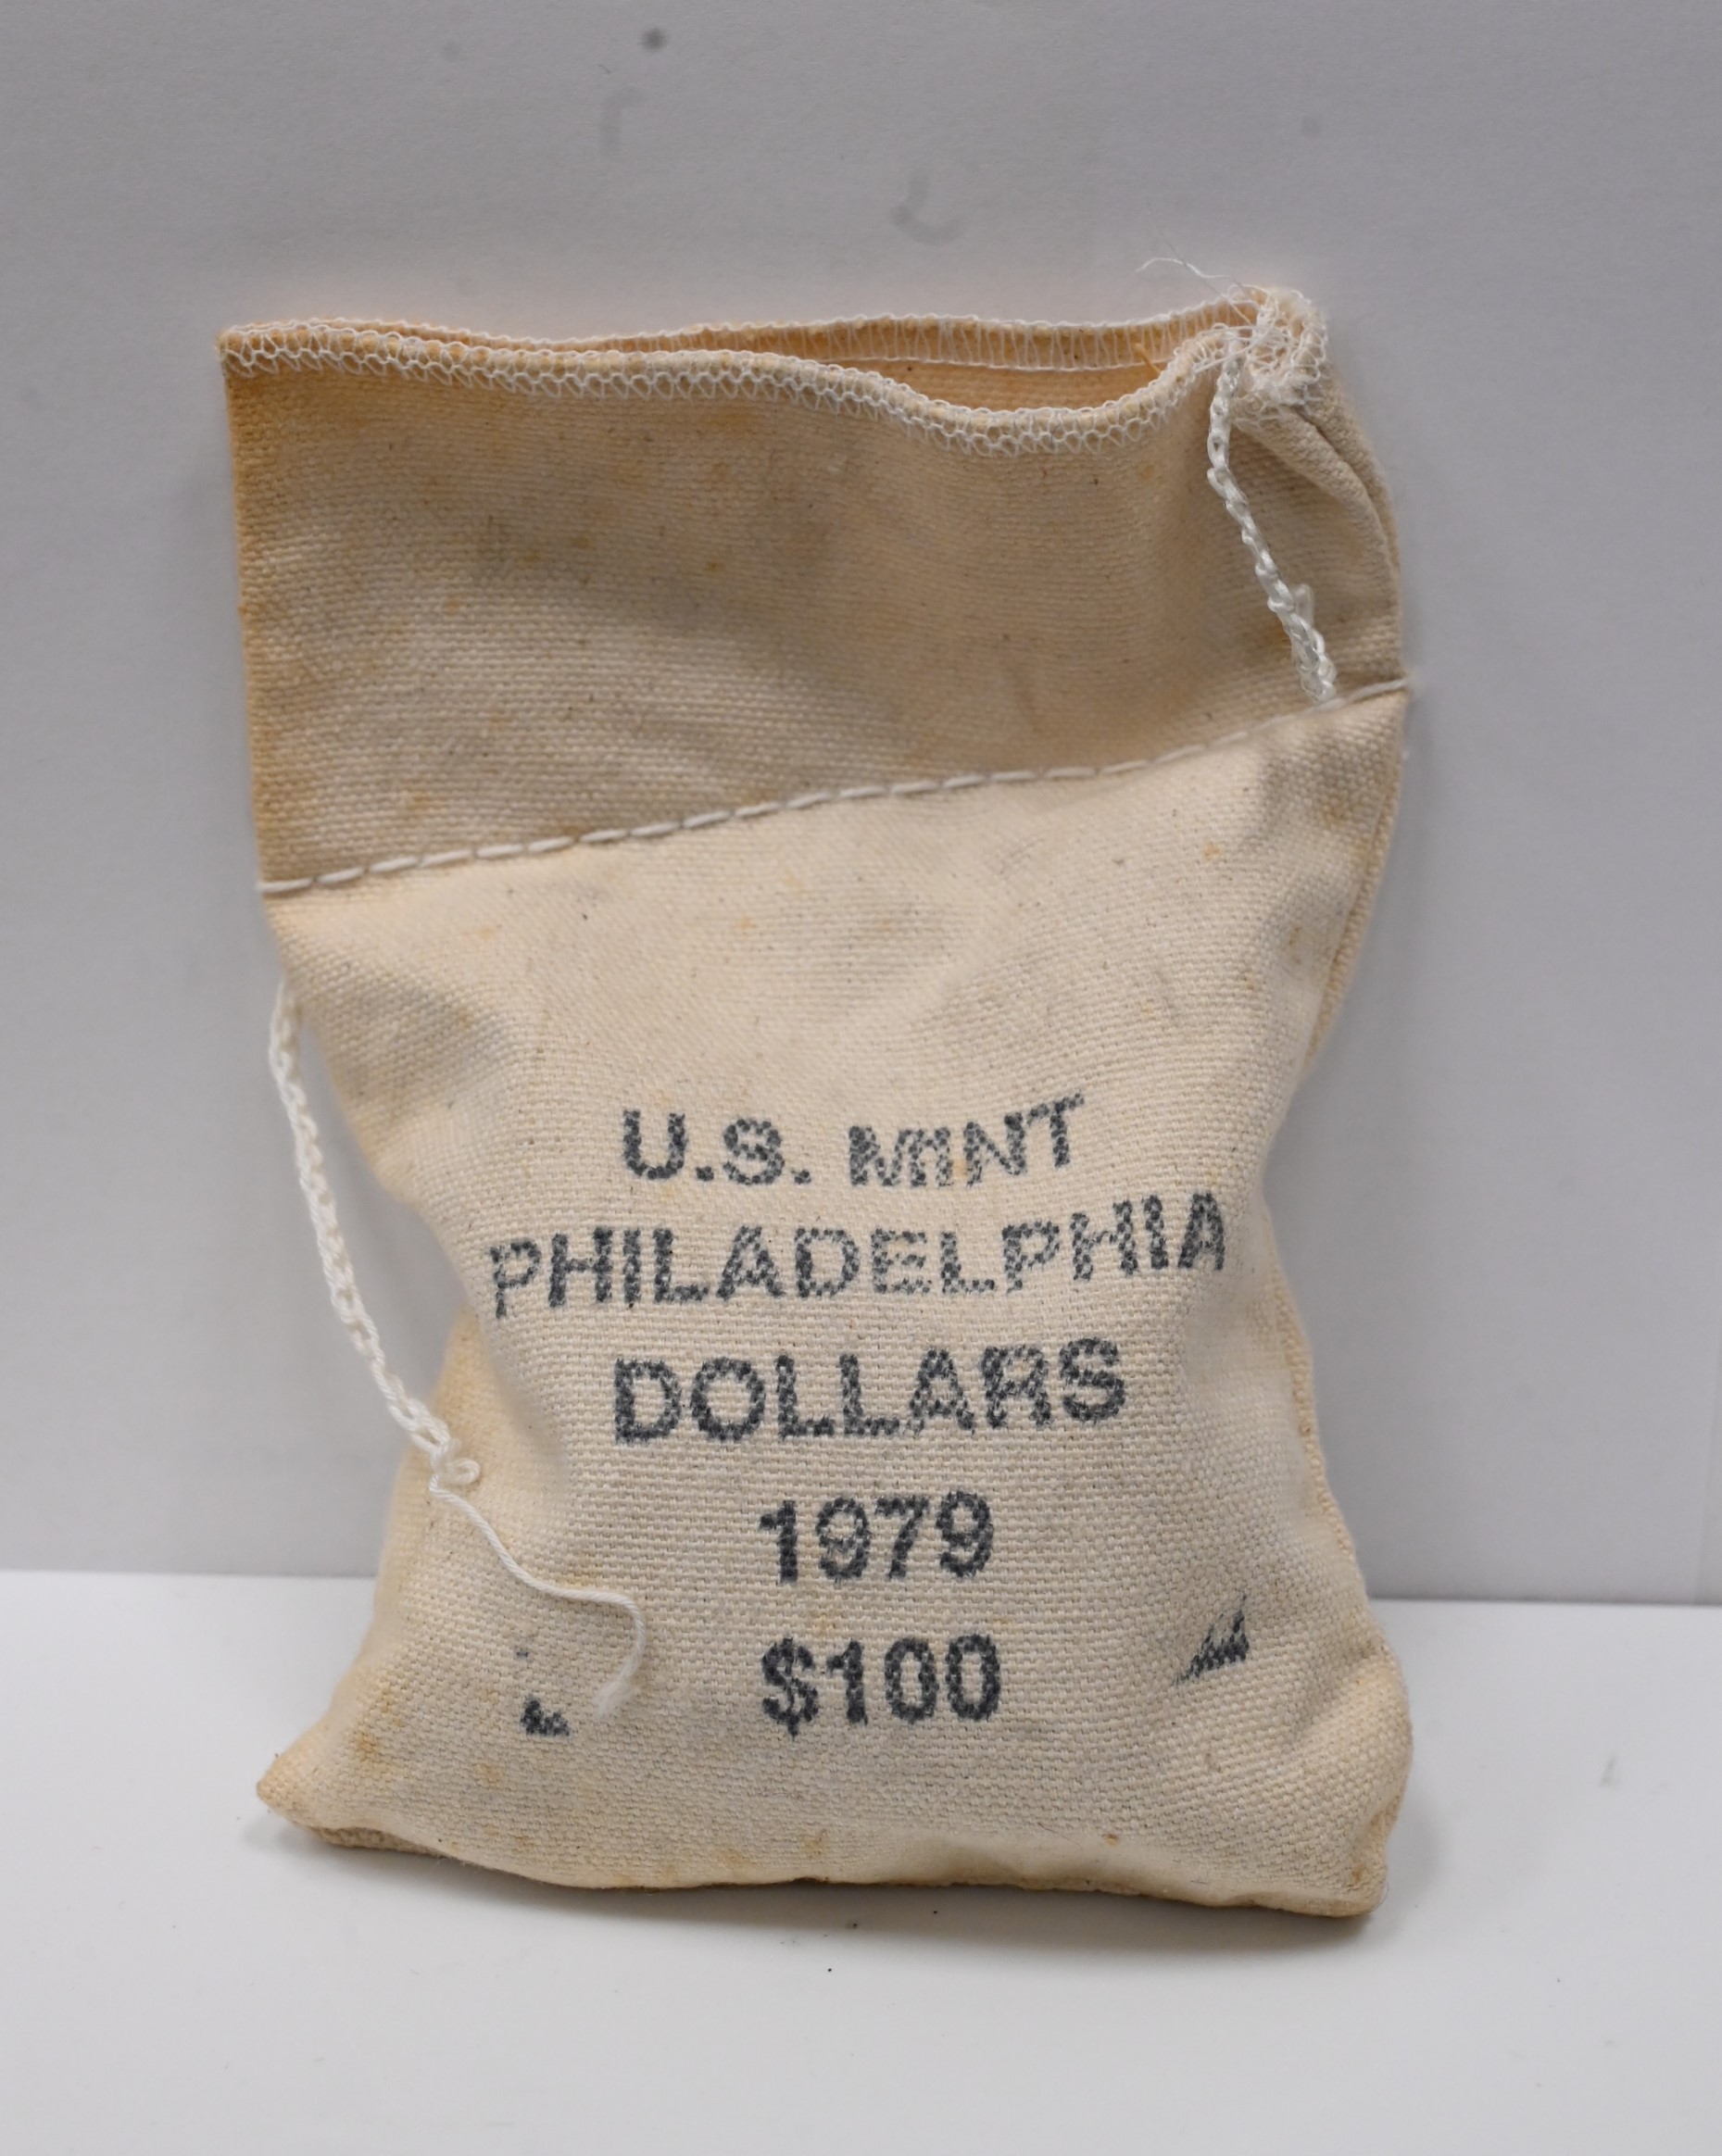 U.S. MINT
PHILADELPHIA
DOLLARS
1979
$100